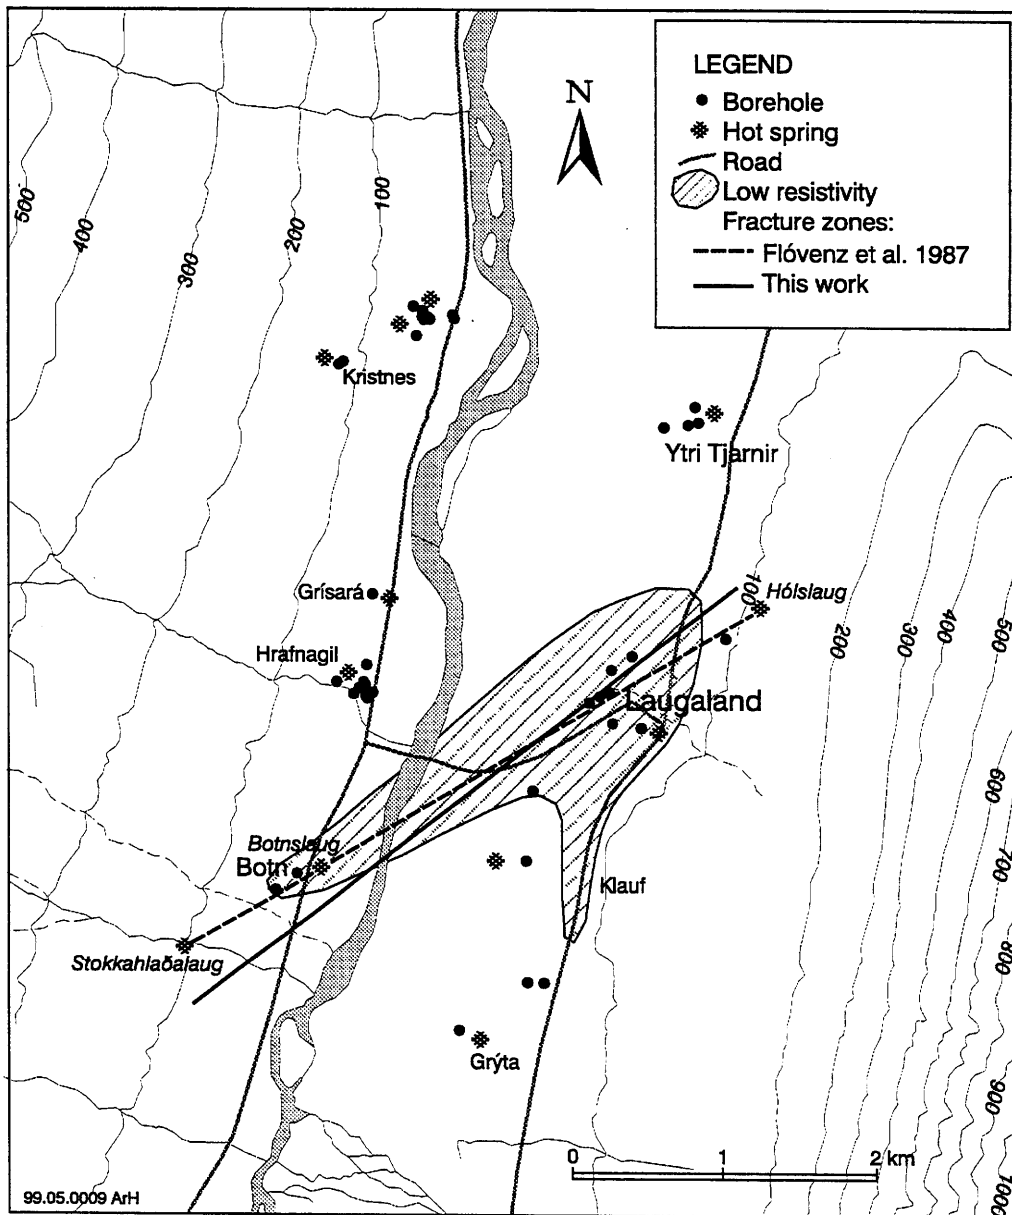 N
LEGEND
Borehole
Hot spring
Road
Low resistivity
Fracture zones:
Flóvenz et al. 1987
This work
500
400
300
200
100
Kristnes
Ytri Tjarnir
Grísará
Hrafnagil
Hólslaug
100
200
300
400
500
Laugaland
Botnslaug
Botn
Klauf
Stokkahlaðalaug
Grýta
600
700
800
900
1000
0 1 2 km
99.05.0009 ArH